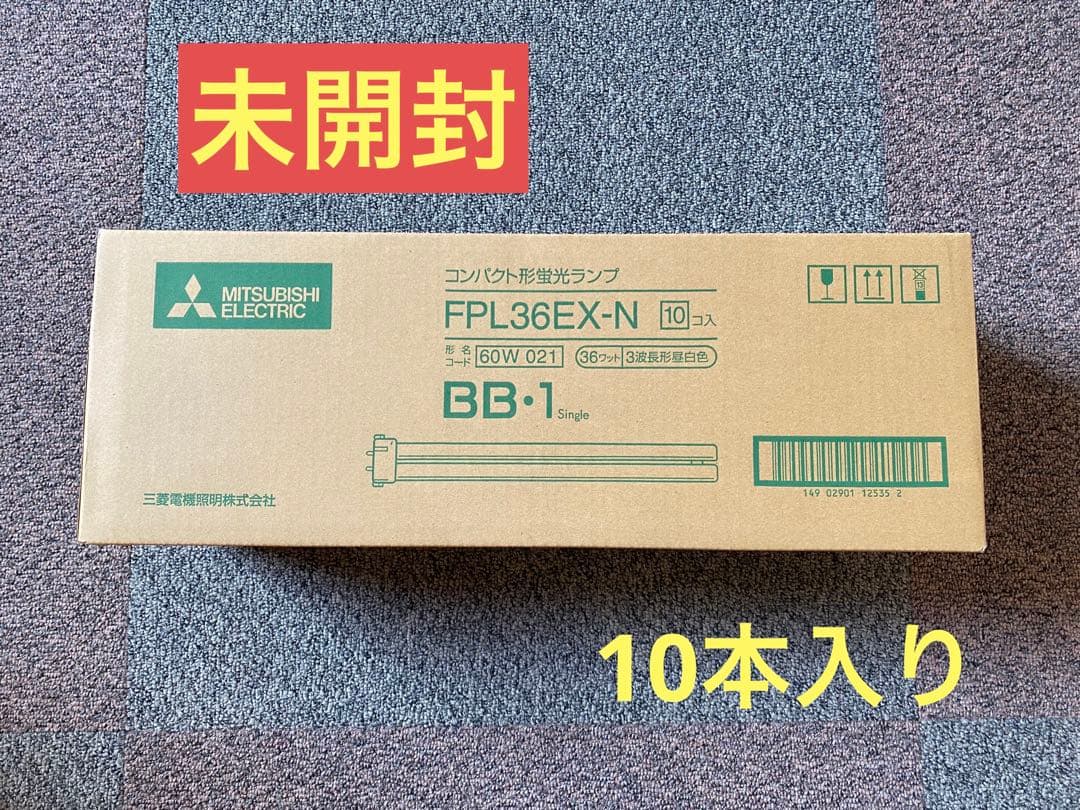 未開封
MITSUBISHI
ELECTRIC
コンパクト形蛍光ランプ
FPL36EX-N 10コ入
形名
コード 60W 021 36ワット 3波長形昼白色
BB・1 Single
三菱電機照明株式会社
149 02901 12535 2
13
10本入り